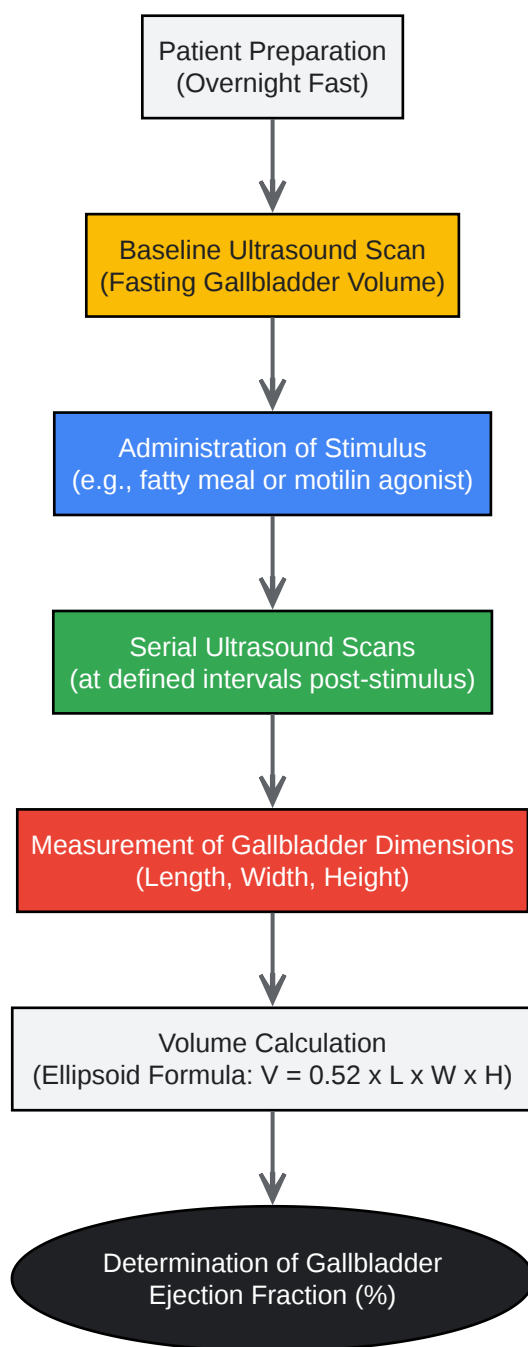 Patient Preparation
(Overnight Fast)
Baseline Ultrasound Scan
(Fasting Gallbladder Volume)
Administration of Stimulus
(e.g., fatty meal or motilin agonist)
Serial Ultrasound Scans
(at defined intervals post-stimulus)
Measurement of Gallbladder Dimensions
(Length, Width, Height)
Volume Calculation
(Ellipsoid Formula: V = 0.52 x L x W x H)
Determination of Gallbladder
Ejection Fraction (%)